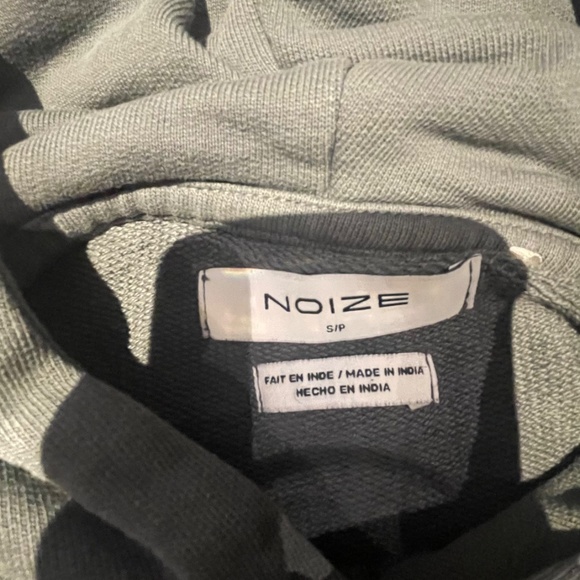 NOIZE
S/P
FAIT EN INDE / MADE IN INDIA
HECHO EN INDIA